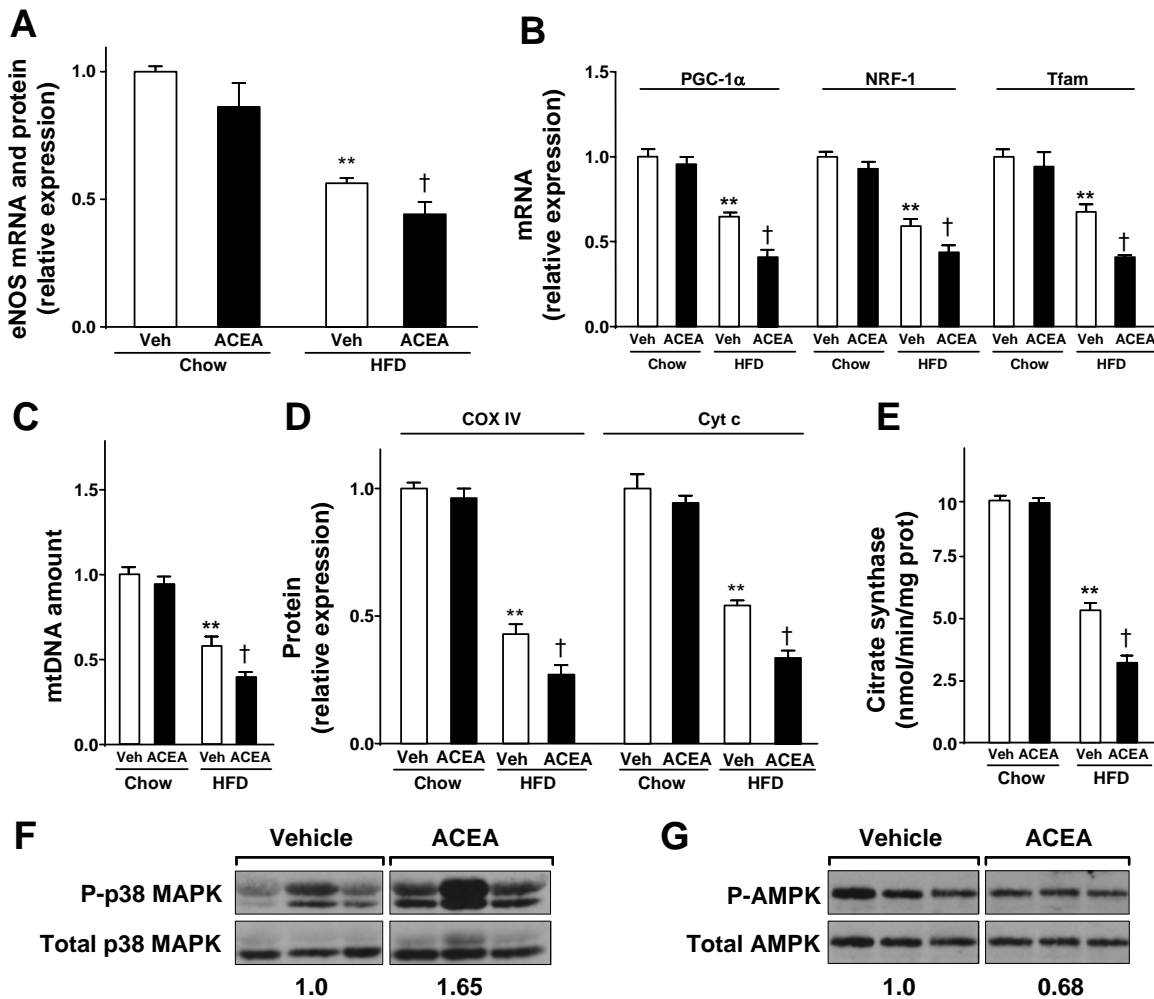 A
eNOS mRNA and protein
(relative expression)
1.0
0.5
0.0
**
†
Veh ACEA Veh ACEA
Chow HFD
B
mRNA
(relative expression)
1.5
1.0
0.5
0.0
PGC-1α NRF-1 Tfam
** † ** † ** †
Veh ACEA Veh ACEA Veh ACEA Veh ACEA Veh ACEA Veh ACEA
Chow HFD Chow HFD Chow HFD
C
mtDNA amount
1.5
1.0
0.5
0.0
**
†
Veh ACEA Veh ACEA
Chow HFD
D
Protein
(relative expression)
1.0
0.5
0.0
COX IV Cyt c
** † ** †
Veh ACEA Veh ACEA Veh ACEA Veh ACEA
Chow HFD Chow HFD
E
Citrate synthase
(nmol/min/mg prot)
10
7.5
5.0
2.5
0.0
**
†
Veh ACEA Veh ACEA
Chow HFD
F
Vehicle ACEA
P-p38 MAPK
Total p38 MAPK
1.0 1.65
G
Vehicle ACEA
P-AMPK
Total AMPK
1.0 0.68